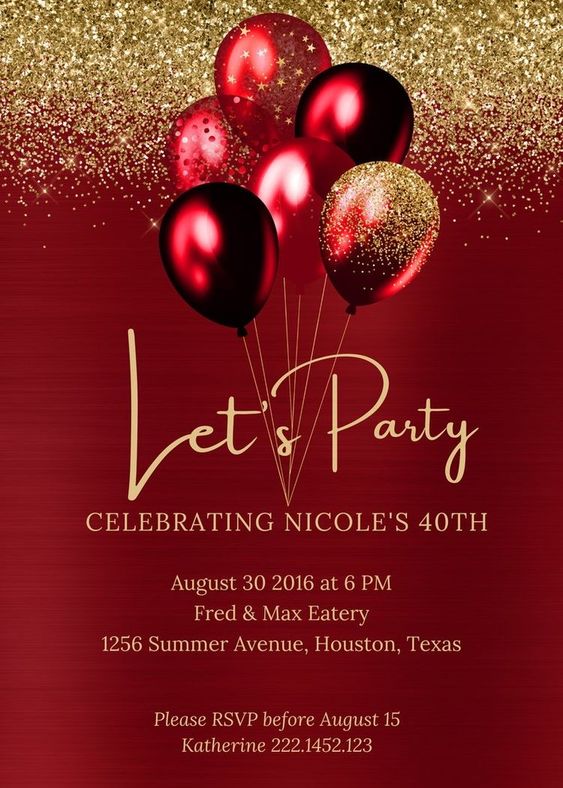 Let's Party
CELEBRATING NICOLE'S 40TH
August 30 2016 at 6 PM
Fred & Max Eatery
1256 Summer Avenue, Houston, Texas
Please RSVP before August 15
Katherine 222.1452.123